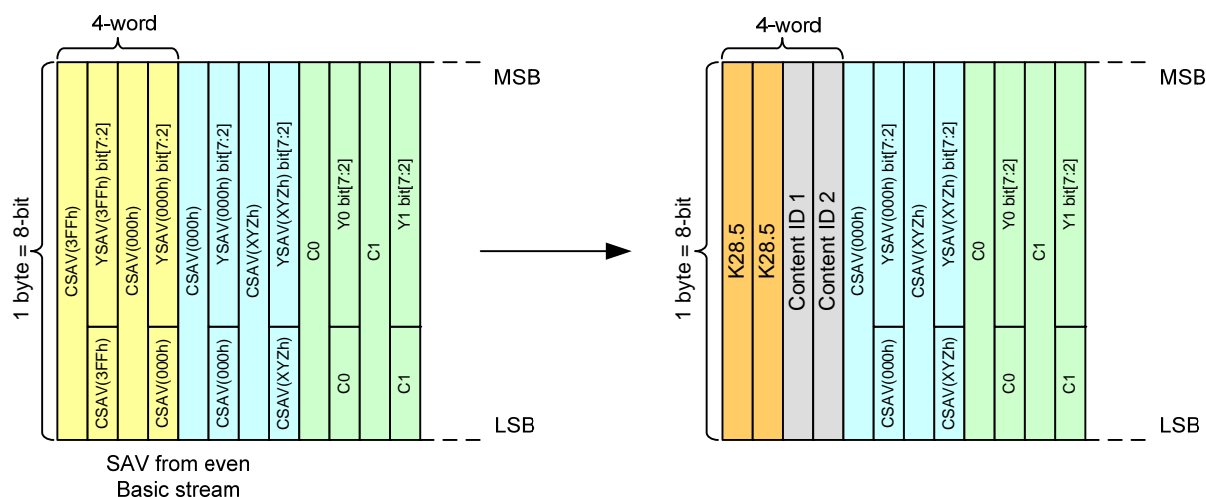 4-word
1 byte = 8-bit
CSAV(3FFh)
YSAV(3FFh) bit[7:2]
CSAV(3FFh)
CSAV(000h)
YSAV(000h) bit[7:2]
CSAV(000h)
CSAV(000h)
YSAV(000h) bit[7:2]
CSAV(000h)
CSAV(XYZh)
YSAV(XYZh) bit[7:2]
CSAV(XYZh)
C0
Y0 bit[7:2]
C0
C1
Y1 bit[7:2]
C1
MSB
LSB
SAV from even
Basic stream
4-word
1 byte = 8-bit
K28.5
K28.5
Content ID 1
Content ID 2
CSAV(000h)
YSAV(000h) bit[7:2]
CSAV(000h)
CSAV(XYZh)
YSAV(XYZh) bit[7:2]
CSAV(XYZh)
C0
Y0 bit[7:2]
C0
C1
Y1 bit[7:2]
C1
MSB
LSB